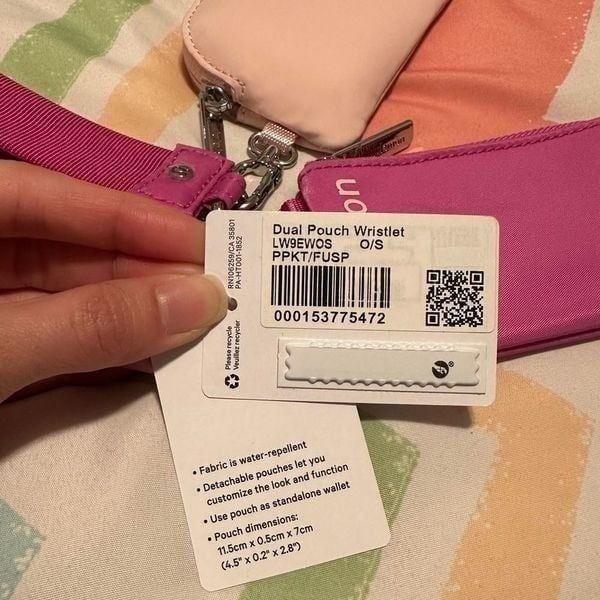 on
Dual Pouch Wristlet
LW9EWOS O/S
PPKT/FUSP
000153775472
RN106259/CA 35801
PA-HT001-1852
Please recycle
Veuillez recycler
• Fabric is water-repellent
• Detachable pouches let you
customize the look and function
• Use pouch as standalone wallet
• Pouch dimensions:
11.5cm x 0.5cm x 7cm
(4.5" x 0.2" x 2.8")